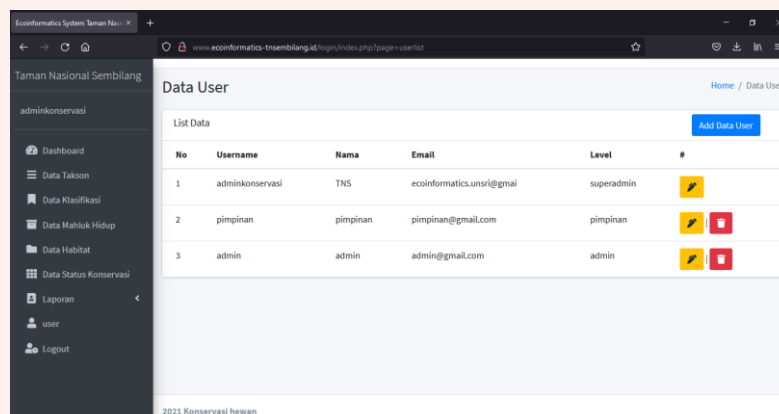 Ecoinformatics System Taman Nasi
www.ecoinformatics-tnsembilang.id/login/index.php?page=userlist
Taman Nasional Sembilang
adminkonservasi
Dashboard
Data Takson
Data Klasifikasi
Data Mahluk Hidup
Data Habitat
Data Status Konservasi
Laporan
user
Logout
Data User
Home / Data Use
List Data
Add Data User
No Username Nama Email Level #
1 adminkonservasi TNS ecoinformatics.unsri@gmai superadmin
2 pimpinan pimpinan pimpinan@gmail.com pimpinan |
3 admin admin admin@gmail.com admin |
2021 Konservasi hewan